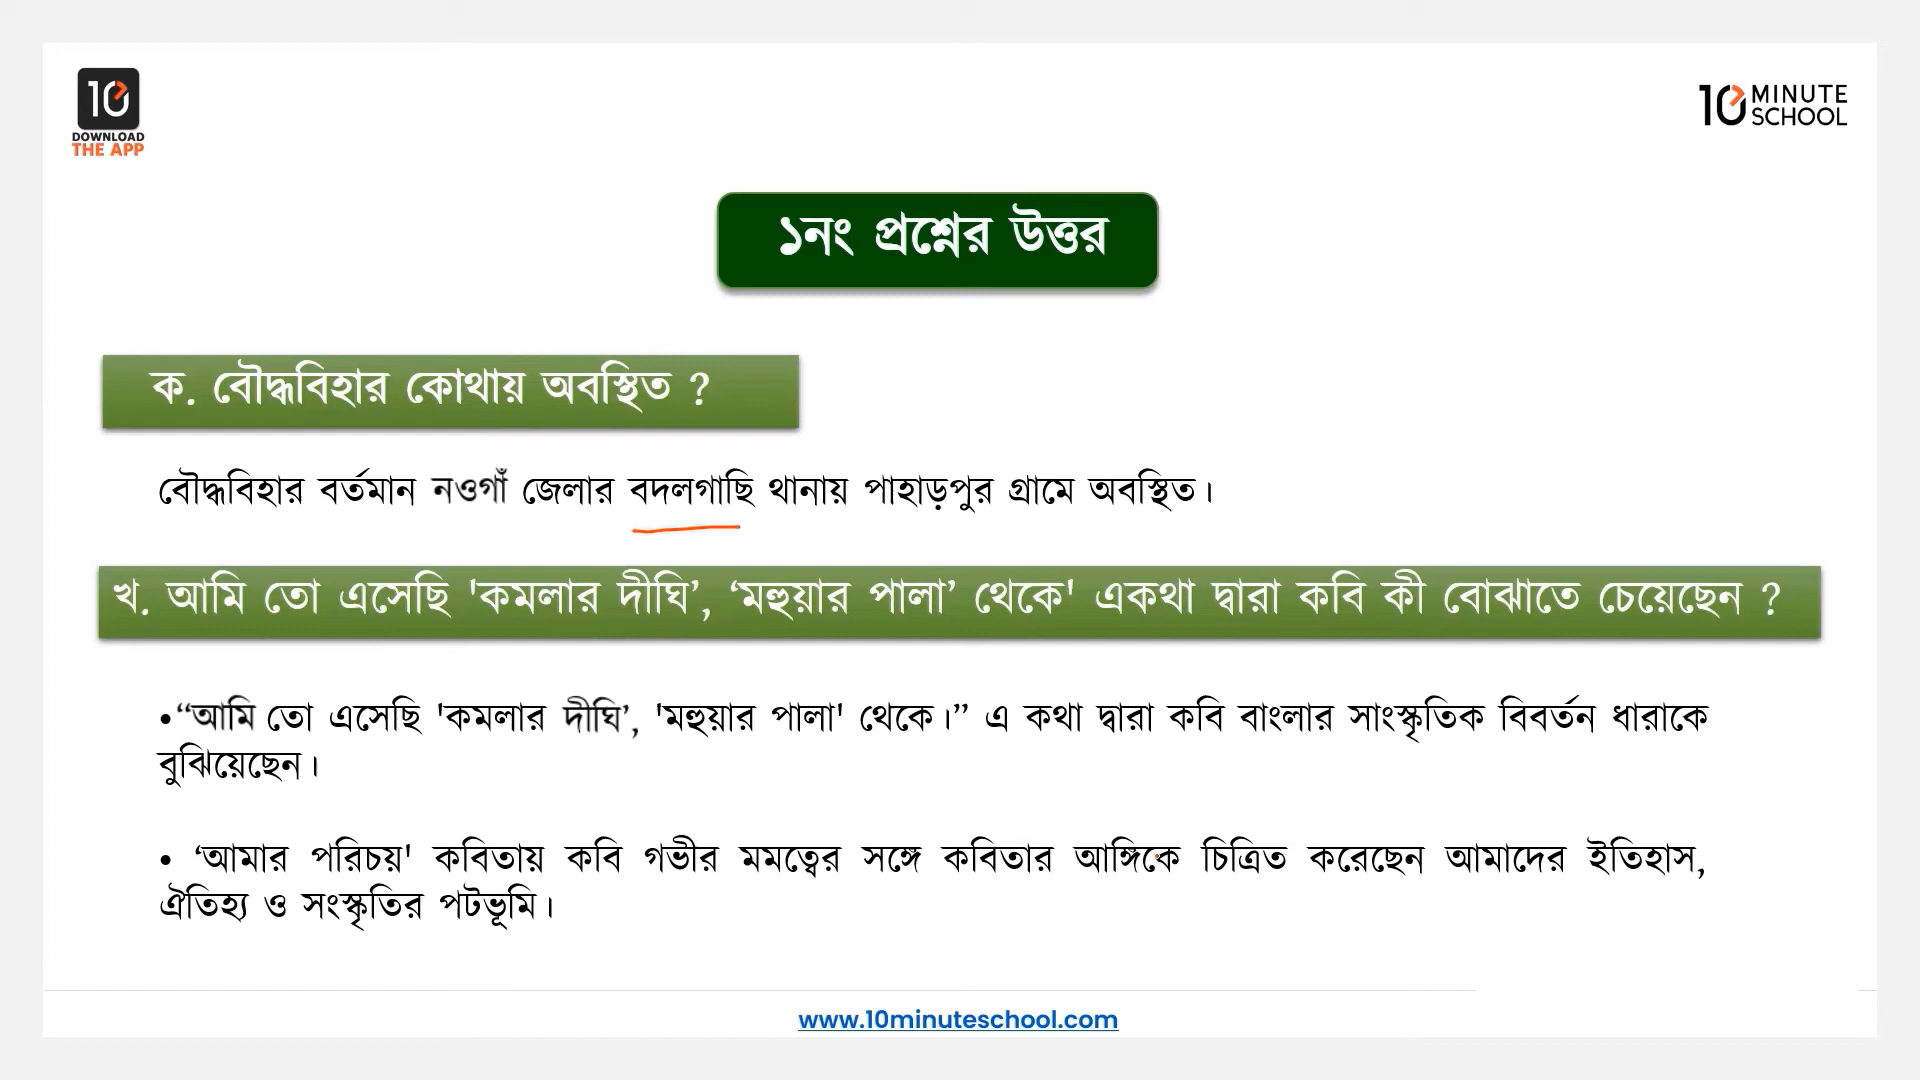 10
DOWNLOAD
THE APP
10 MINUTE
SCHOOL
১নং প্রশ্নের উত্তর
ক. বৌদ্ধবিহার কোথায় অবস্থিত ?
বৌদ্ধবিহার বর্তমান নওগাঁ জেলার বদলগাছি থানায় পাহাড়পুর গ্রামে অবস্থিত।
খ. আমি তো এসেছি 'কমলার দীঘি’, ‘মহুয়ার পালা’ থেকে' একথা দ্বারা কবি কী বোঝাতে চেয়েছেন ?
•“আমি তো এসেছি 'কমলার দীঘি’, 'মহুয়ার পালা' থেকে।” এ কথা দ্বারা কবি বাংলার সাংস্কৃতিক বিবর্তন ধারাকে
বুঝিয়েছেন।
• ‘আমার পরিচয়' কবিতায় কবি গভীর মমত্বের সঙ্গে কবিতার আঙ্গিকে চিত্রিত করেছেন আমাদের ইতিহাস,
ঐতিহ্য ও সংস্কৃতির পটভূমি।
www.10minuteschool.com